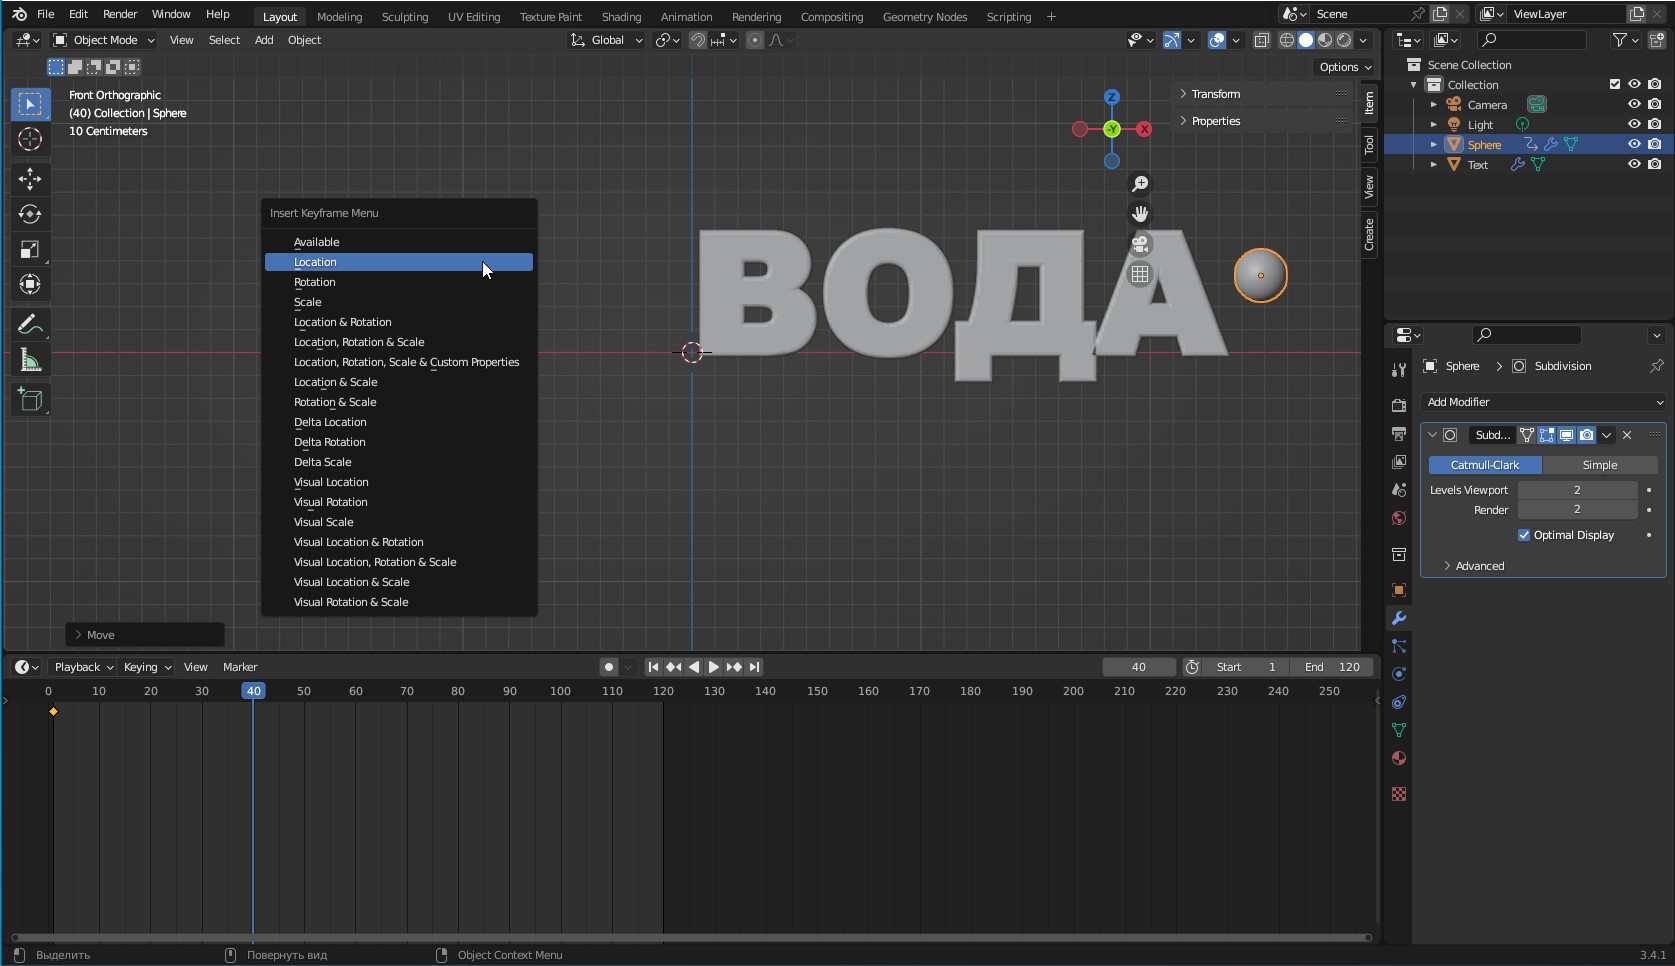 File Edit Render Window Help Layout Modeling Sculpting UV Editing Texture Paint Shading Animation Rendering Compositing Geometry Nodes Scripting + Scene ViewLayer
Object Mode View Select Add Object Global
Options
Front Orthographic
(40) Collection | Sphere
10 Centimeters
Z
-Y
X
Transform
Properties
Item
Tool
View
Create
Scene Collection
Collection
Camera
Light
Sphere
Text
ВОДА
Insert Keyframe Menu
Available
Location
Rotation
Scale
Location & Rotation
Location, Rotation & Scale
Location, Rotation, Scale & Custom Properties
Location & Scale
Rotation & Scale
Delta Location
Delta Rotation
Delta Scale
Visual Location
Visual Rotation
Visual Scale
Visual Location & Rotation
Visual Location, Rotation & Scale
Visual Location & Scale
Visual Rotation & Scale
Move
Sphere > Subdivision
Add Modifier
Subd...
Catmull-Clark Simple
Levels Viewport 2
Render 2
Optimal Display
Advanced
Playback Keying View Marker 40 Start 1 End 120
0 10 20 30 40 50 60 70 80 90 100 110 120 130 140 150 160 170 180 190 200 210 220 230 240 250
Выделить Повернуть вид Object Context Menu 3.4.1